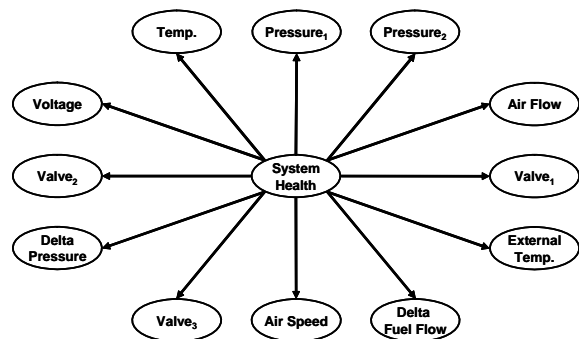 Temp.
Pressure₁
Pressure₂
Voltage
Air Flow
System
Health
Valve₂
Valve₁
Delta
Pressure
External
Temp.
Valve₃
Air Speed
Delta
Fuel Flow